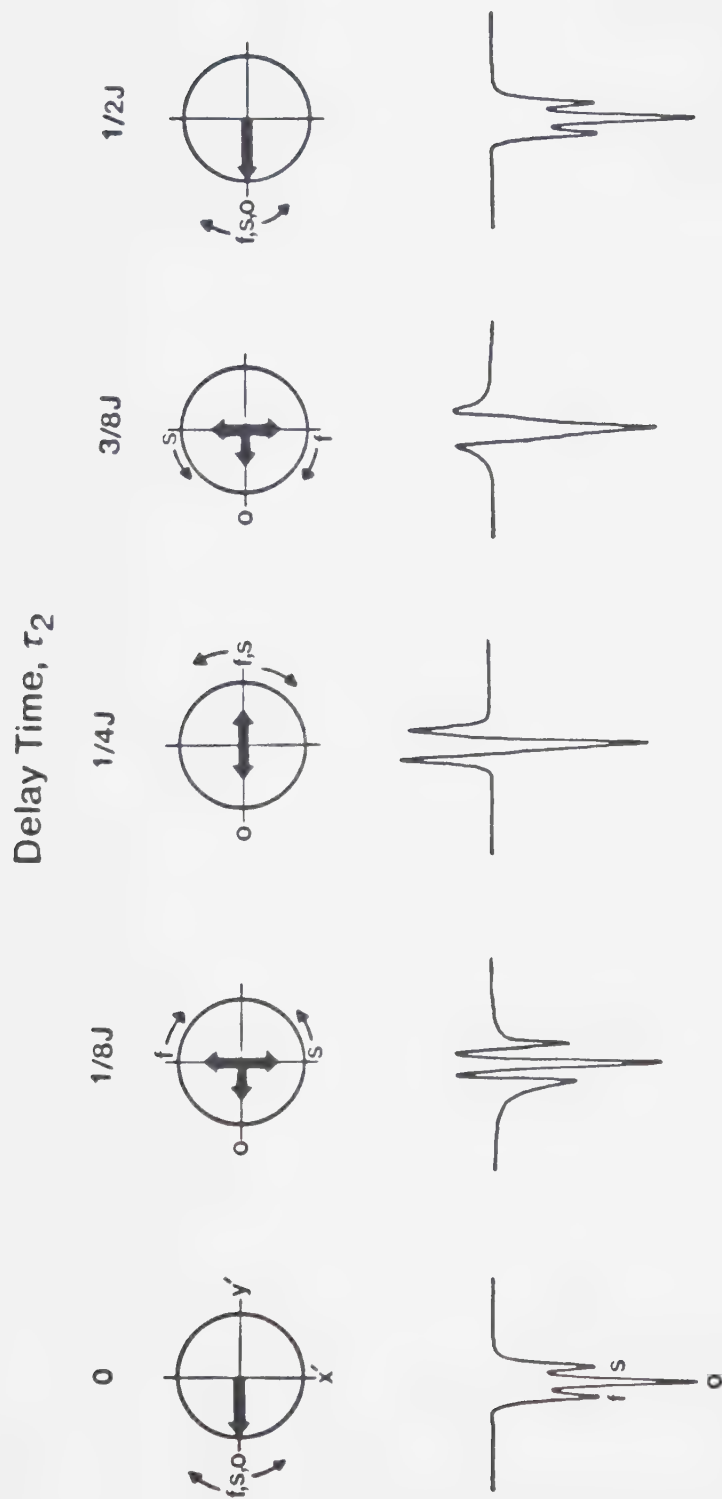 Delay Time, τ2
0 1/8J 1/4J 3/8J 1/2J
f,s,o y' x'
o f s
o f,s
o s f
f,s,o
f s
o